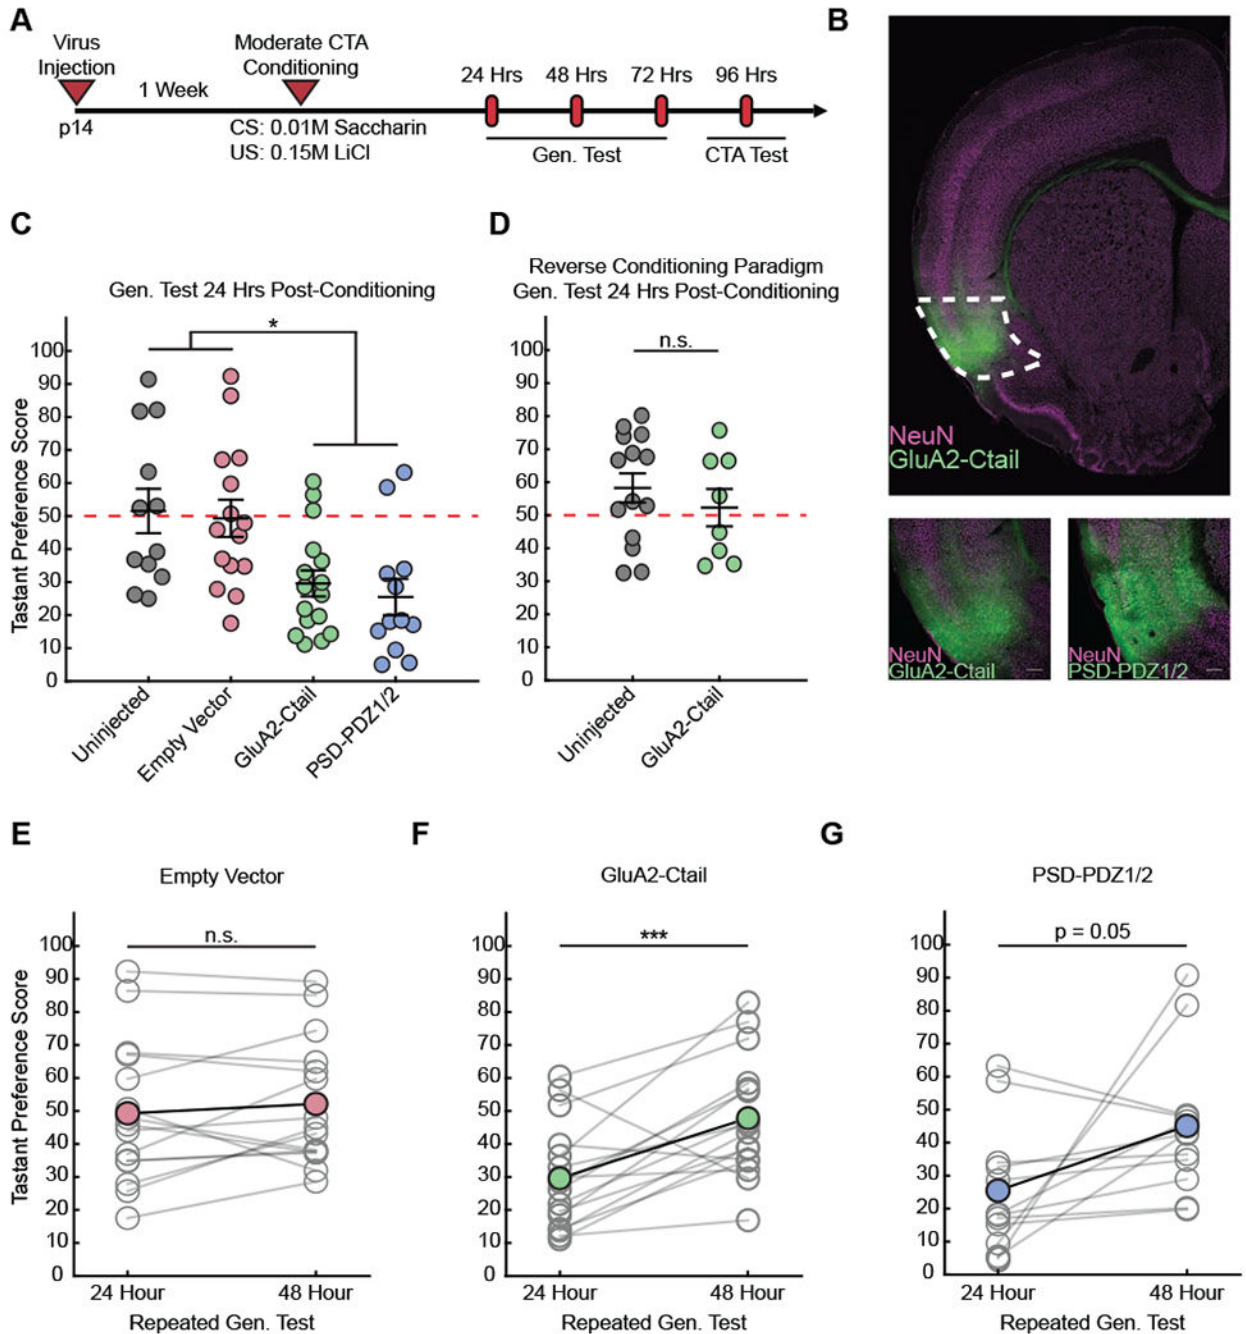 A
Virus
Injection
Moderate CTA
Conditioning
1 Week
24 Hrs 48 Hrs 72 Hrs 96 Hrs
p14
CS: 0.01M Saccharin
US: 0.15M LiCl
Gen. Test
CTA Test
B
NeuN
GluA2-Ctail
NeuN
GluA2-Ctail
NeuN
PSD-PDZ1/2
C
Gen. Test 24 Hrs Post-Conditioning
*
Tastant Preference Score
100
90
80
70
60
50
40
30
20
10
0
Uninjected
Empty Vector
GluA2-Ctail
PSD-PDZ1/2
D
Reverse Conditioning Paradigm
Gen. Test 24 Hrs Post-Conditioning
n.s.
100
90
80
70
60
50
40
30
20
10
0
Uninjected
GluA2-Ctail
E
Empty Vector
n.s.
Tastant Preference Score
100
90
80
70
60
50
40
30
20
10
0
24 Hour 48 Hour
Repeated Gen. Test
F
GluA2-Ctail
***
100
90
80
70
60
50
40
30
20
10
0
24 Hour 48 Hour
Repeated Gen. Test
G
PSD-PDZ1/2
p = 0.05
100
90
80
70
60
50
40
30
20
10
0
24 Hour 48 Hour
Repeated Gen. Test